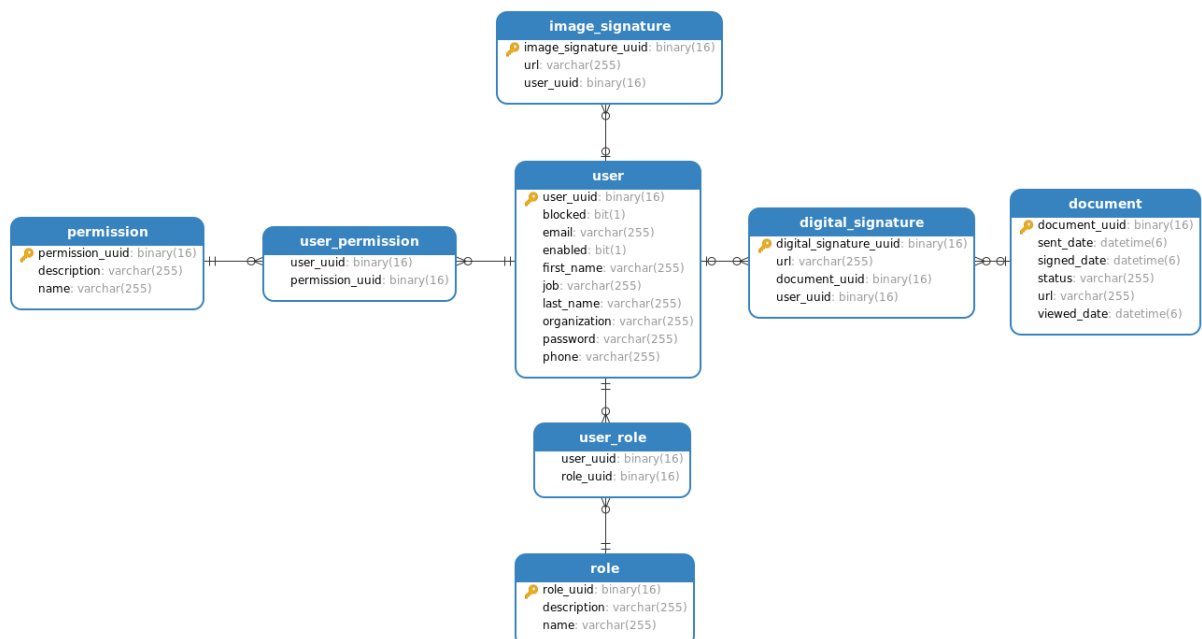 image_signature
image_signature_uuid: binary(16)
url: varchar(255)
user_uuid: binary(16)
user
user_uuid: binary(16)
blocked: bit(1)
email: varchar(255)
enabled: bit(1)
first_name: varchar(255)
job: varchar(255)
last_name: varchar(255)
organization: varchar(255)
password: varchar(255)
phone: varchar(255)
permission
permission_uuid: binary(16)
description: varchar(255)
name: varchar(255)
user_permission
user_uuid: binary(16)
permission_uuid: binary(16)
digital_signature
digital_signature_uuid: binary(16)
url: varchar(255)
document_uuid: binary(16)
user_uuid: binary(16)
document
document_uuid: binary(16)
sent_date: datetime(6)
signed_date: datetime(6)
status: varchar(255)
url: varchar(255)
viewed_date: datetime(6)
user_role
user_uuid: binary(16)
role_uuid: binary(16)
role
role_uuid: binary(16)
description: varchar(255)
name: varchar(255)